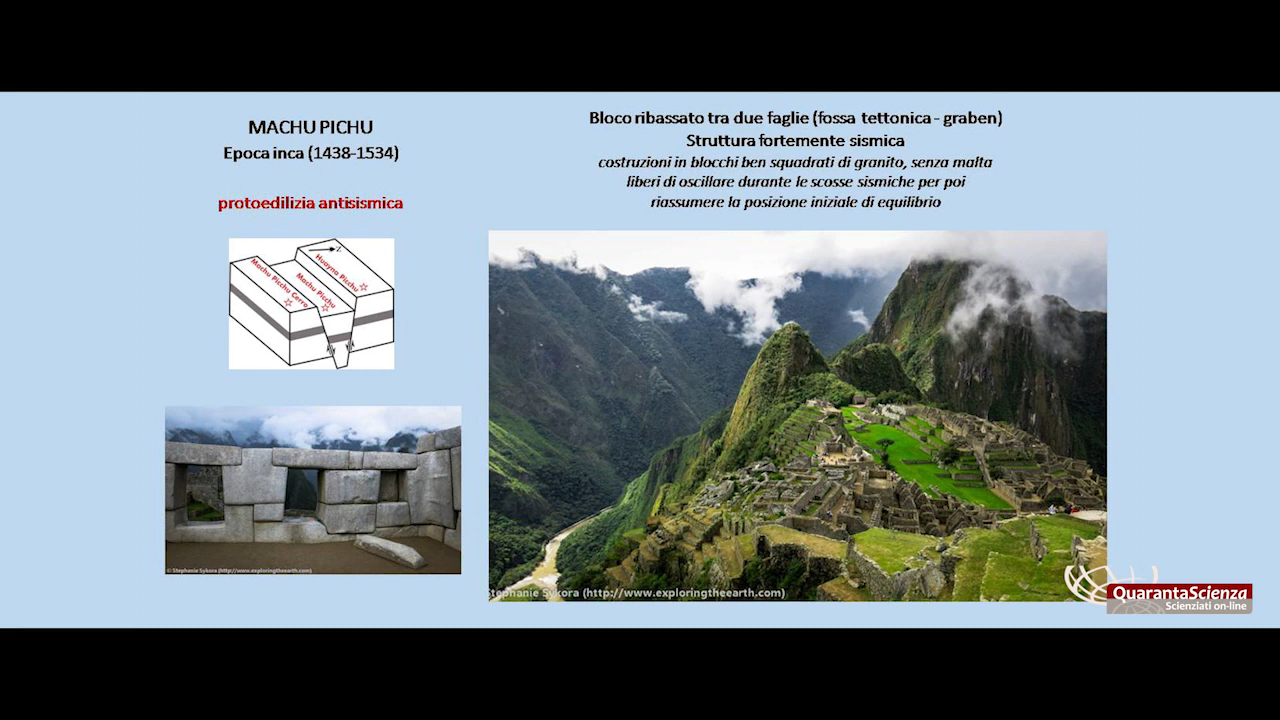 MACHU PICHU
Epoca inca (1438-1534)
protoedilizia antisismica
Bloco ribassato tra due faglie (fossa tettonica - graben)
Struttura fortemente sismica
costruzioni in blocchi ben squadrati di granito, senza malta
liberi di oscillare durante le scosse sismiche per poi
riassumere la posizione iniziale di equilibrio
Machu Picchu Cerro
Machu Picchu
Huayna Picchu
© Stephanie Sykora (http://www.exploringtheearth.com)
Stephanie Sykora (http://www.exploringtheearth.com)
QuarantaScienza
Scienziati on-line